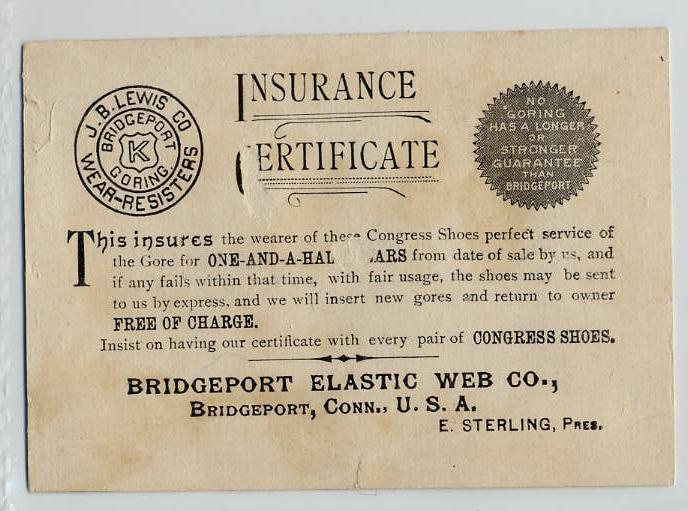 J. B. LEWIS CO
WEAR-RESISTERS
BRIDGEPORT
K
GORING
INSURANCE
ERTIFICATE
NO
GORING
HAS A LONGER
OR
STRONGER
GUARANTEE
THAN
BRIDGEPORT
This insures the wearer of these Congress Shoes perfect service of
the Gore for ONE-AND-A-HAL ARS from date of sale by us, and
if any fails within that time, with fair usage, the shoes may be sent
to us by express, and we will insert new gores and return to owner
FREE OF CHARGE.
Insist on having our certificate with every pair of CONGRESS SHOES.
BRIDGEPORT ELASTIC WEB CO.,
BRIDGEPORT, CONN., U. S. A.
E. STERLING, PRES.